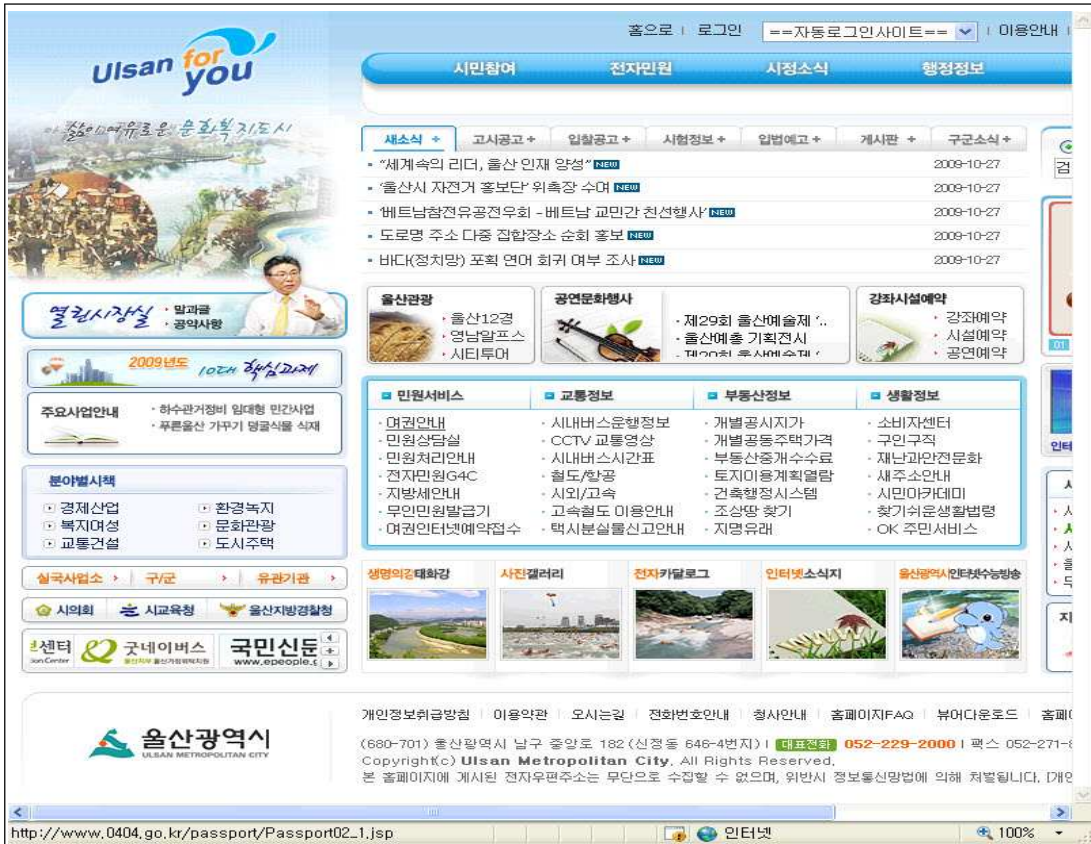 홈으로 | 로그인 ==자동로그인사이트== | 이용안내 |
Ulsan for you
시민참여 전자민원 시정소식 행정정보
여유로운 문화복지도시
새소식 + 고시공고+ 입찰공고+ 시험정보+ 입법예고+ 게시판 + 구군소식+
"세계속의 리더, 울산 인재 양성" NEW 2009-10-27
'울산시 자전거 홍보단' 위촉장 수여 NEW 2009-10-27
'베트남참전유공전우회 - 베트남 교민간 친선행사' NEW 2009-10-27
도로명 주소 다중 집합장소 순회 홍보 NEW 2009-10-27
바다(정치망) 포획 연어 회귀 여부 조사 NEW 2009-10-27
열린시장실
· 말과글
· 공약사항
울산관광
· 울산12경
· 영남알프스
· 시티투어
공연문화행사
· 제29회 울산예술제 '..
· 울산예총 기획전시
· 제29회 울산예술제 '
강좌시설예약
· 강좌예약
· 시설예약
· 공연예약
01
2009년도 10대 핵심과제
주요사업안내
· 하수관거정비 임대형 민간사업
· 푸른울산 가꾸기 덩굴식물 식재
민원서비스
· 여권안내
· 민원상담실
· 민원처리안내
· 전자민원G4C
· 지방세안내
· 무인민원발급기
· 여권인터넷예약접수
교통정보
· 시내버스운행정보
· CCTV 교통영상
· 시내버스시간표
· 철도/항공
· 시외/고속
· 고속철도 이용안내
· 택시분실물신고안내
부동산정보
· 개별공시지가
· 개별공동주택가격
· 부동산중개수수료
· 토지이용계획열람
· 건축행정시스템
· 조상땅 찾기
· 지명유래
생활정보
· 소비자센터
· 구인구직
· 재난과안전문화
· 새주소안내
· 시민아카데미
· 찾기쉬운생활법령
· OK 주민서비스
분야별시책
경제산업 환경녹지
복지여성 문화관광
교통건설 도시주택
실국사업소 > 구/군 > 유관기관 >
시의회 시교육청 울산지방경찰청
센터 굿네이버스 국민신문
www.epeople.g
생명의강태화강 사진갤러리 전자카달로그 인터넷소식지 울산광역시인터넷수능방송
개인정보취급방침 | 이용약관 | 오시는길 | 전화번호안내 | 청사안내 | 홈페이지FAQ | 뷰어다운로드 | 홈페이
울산광역시
ULSAN METROPOLITAN CITY
(680-701) 울산광역시 남구 중앙로 182 (신정동 646-4번지) | 대표전화 052-229-2000 | 팩스 052-271-8
Copyright(c) Ulsan Metropolitan City, All Rights Reserved,
본 홈페이지에 게시된 전자우편주소는 무단으로 수집할 수 없으며, 위반시 정보통신망법에 의해 처벌됩니다. [개인
http://www.0404.go.kr/passport/Passport02_1.jsp 인터넷 100%